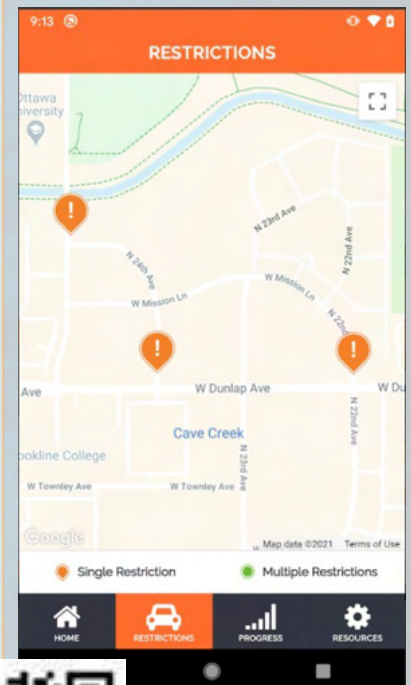 9:13
RESTRICTIONS
Ottawa
University
N 23rd Ave
N 22nd Ave
N 24th Ave
W Mission Ln
W Mission Ln
N 22nd
Ave
W Dunlap Ave
W Du
Cave Creek
N 22nd Ave
N 23rd Ave
ookline College
W Townley Ave
W Townley Ave
Google
Map data ©2021 Terms of Use
Single Restriction
Multiple Restrictions
HOME
RESTRICTIONS
PROGRESS
RESOURCES